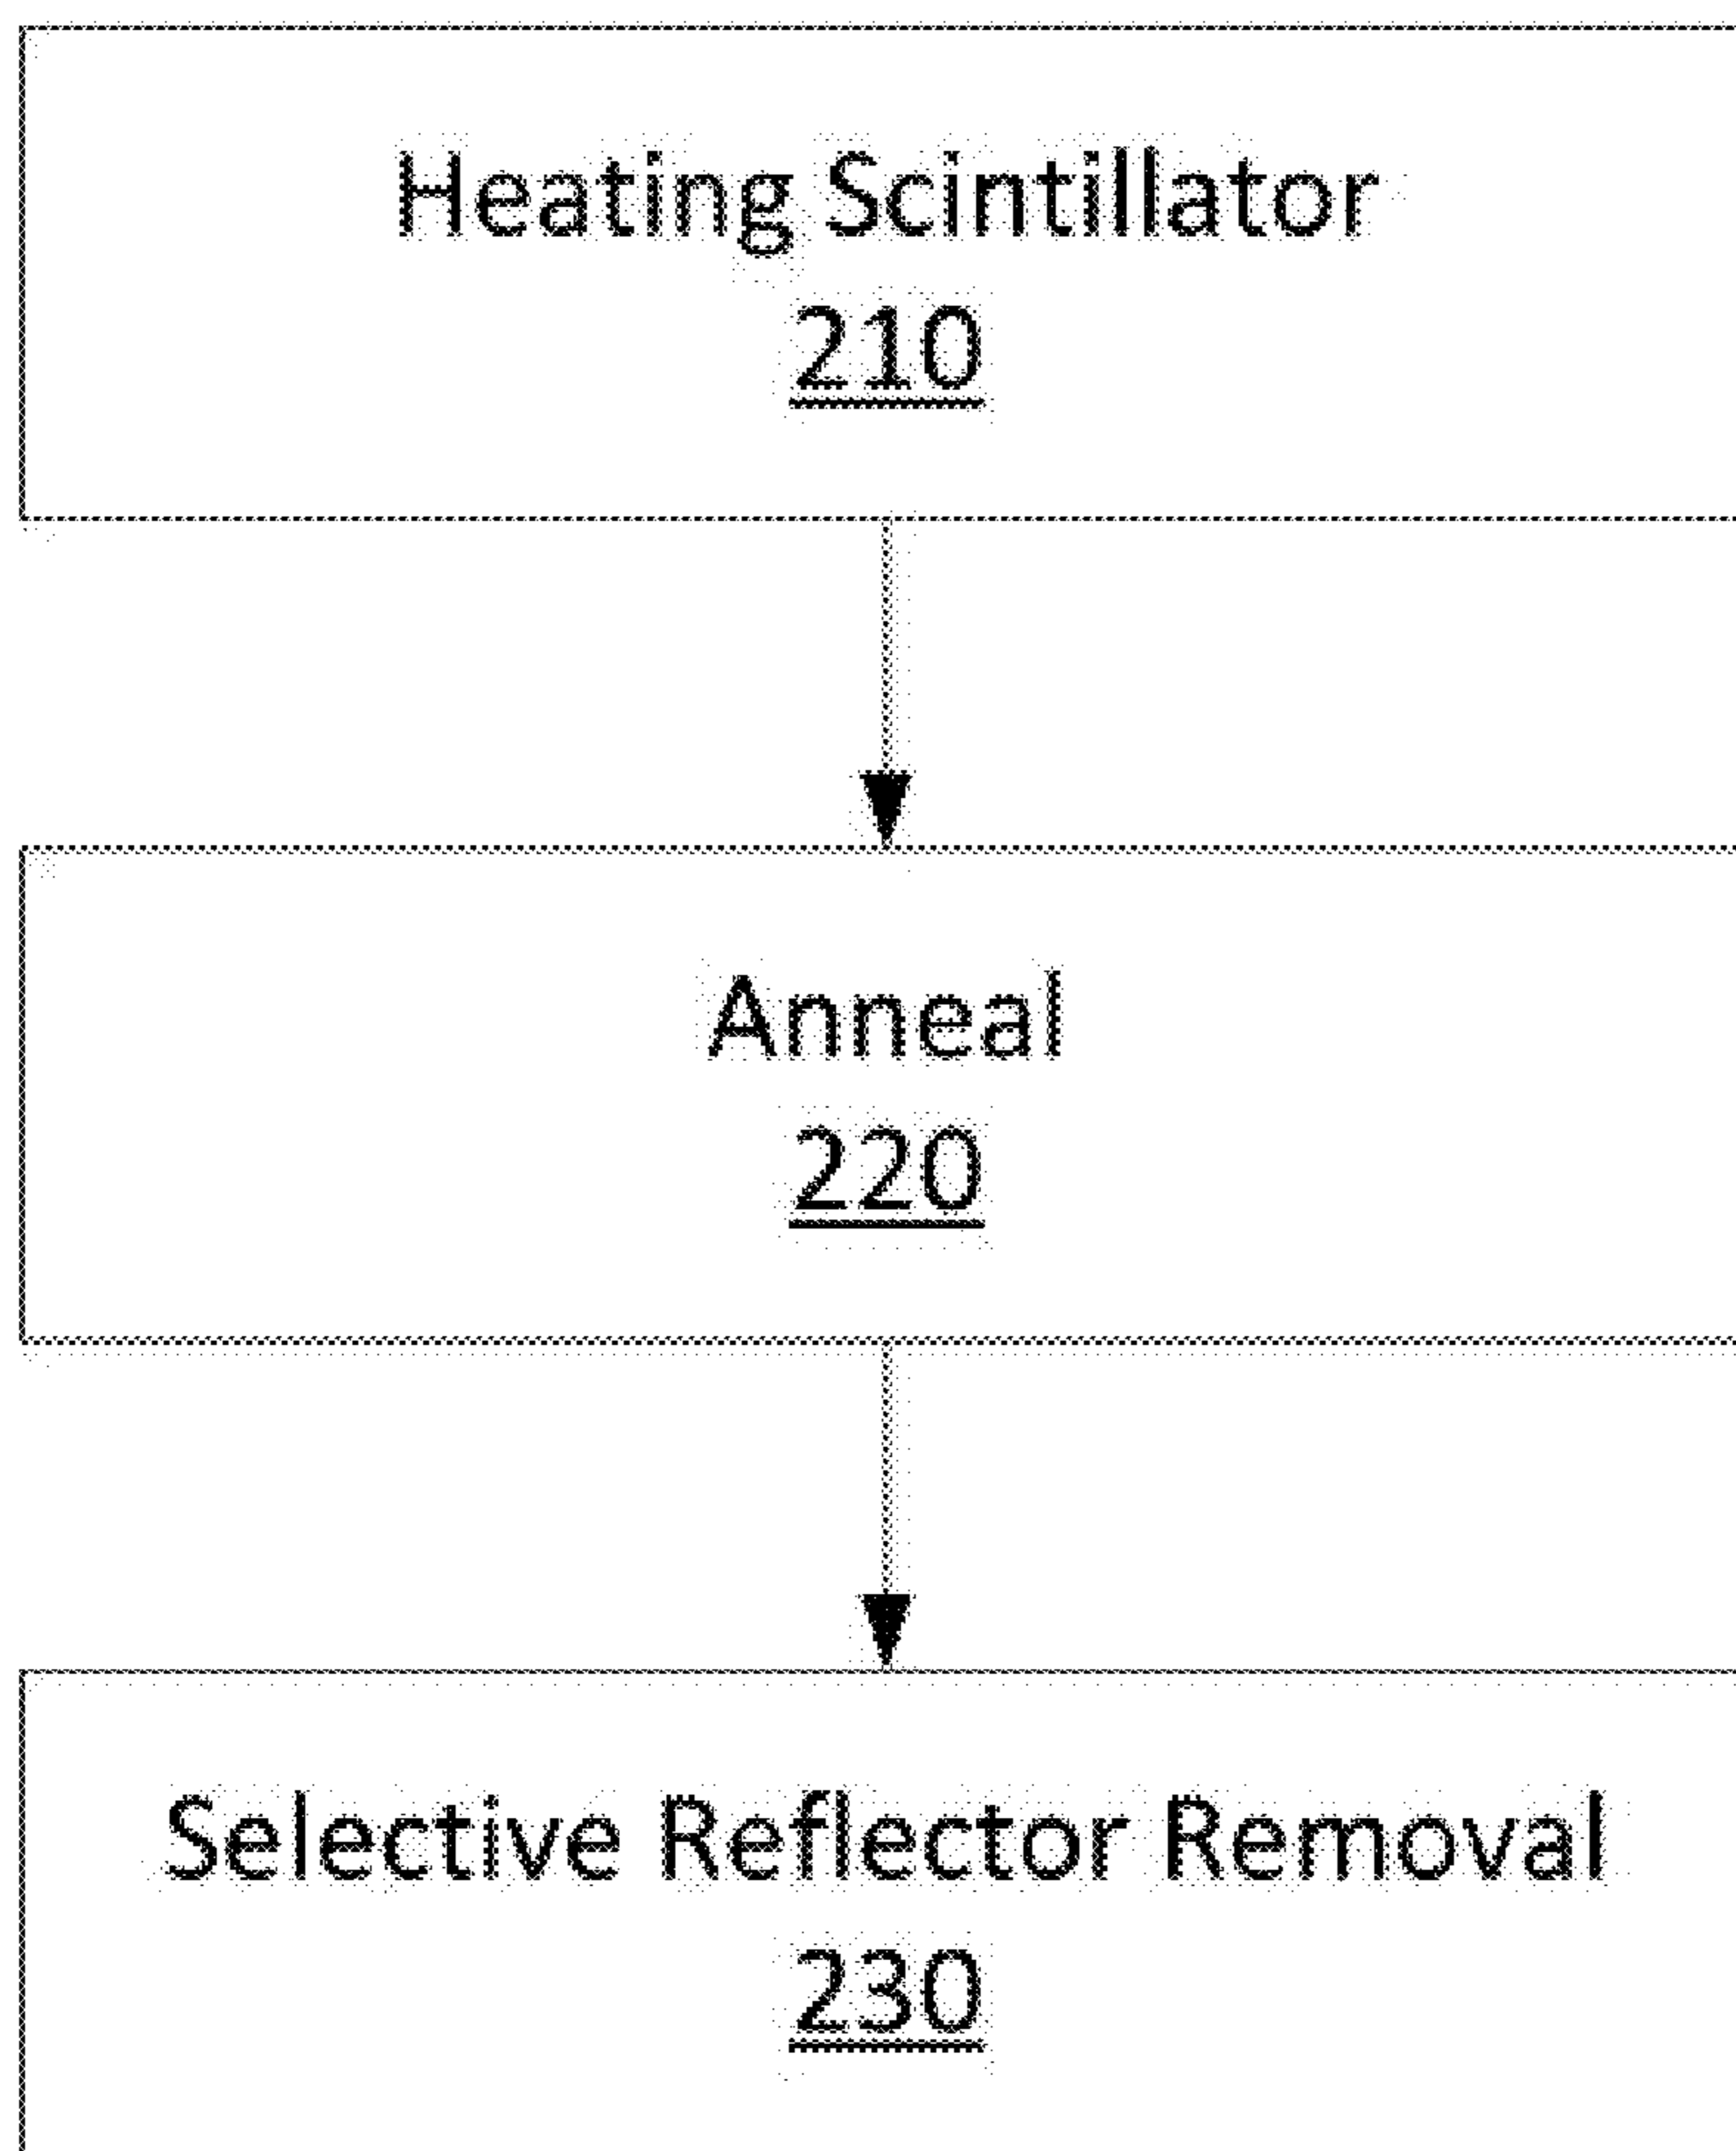 Heating Scintillator
210
Anneal
220
Selective Reflector Removal
230